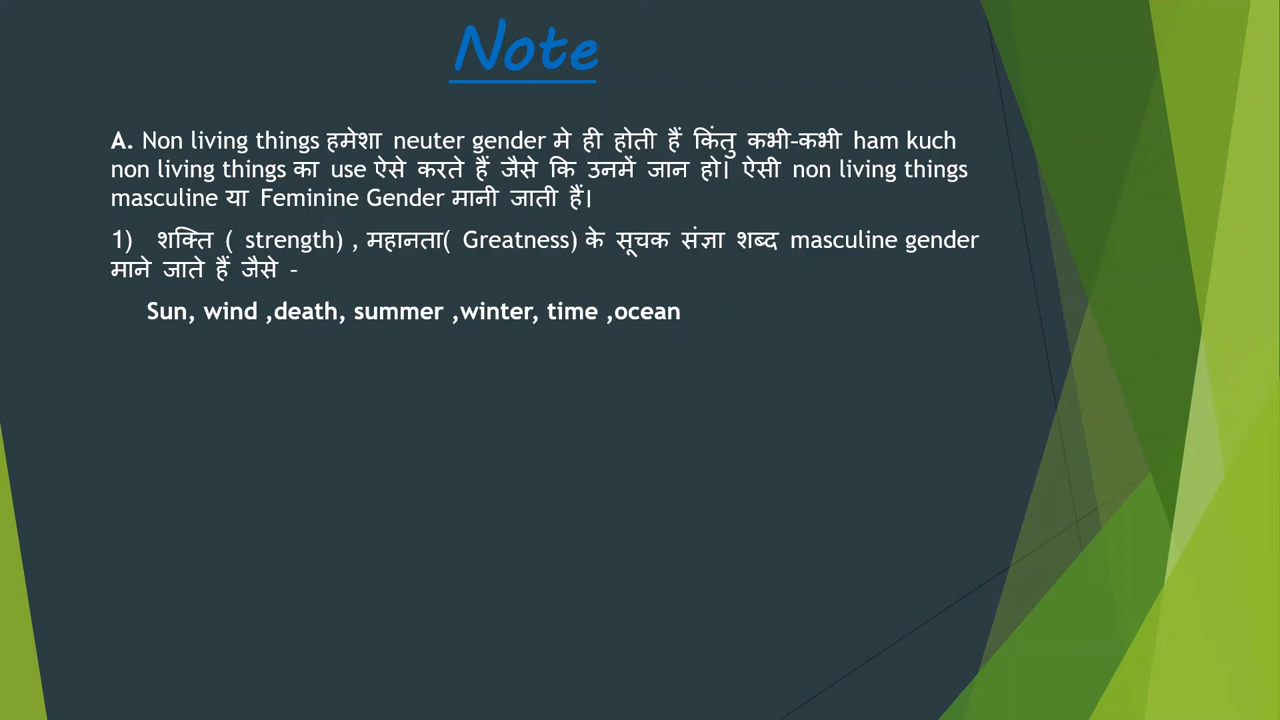 Note
A. Non living things हमेशा neuter gender मे ही होती हैं किंतु कभी-कभी ham kuch
non living things का use ऐसे करते हैं जैसे कि उनमें जान हो। ऐसी non living things
masculine या Feminine Gender मानी जाती हैं।
1) शक्ति ( strength) , महानता( Greatness) के सूचक संज्ञा शब्द masculine gender
माने जाते हैं जैसे -
Sun, wind ,death, summer ,winter, time ,ocean